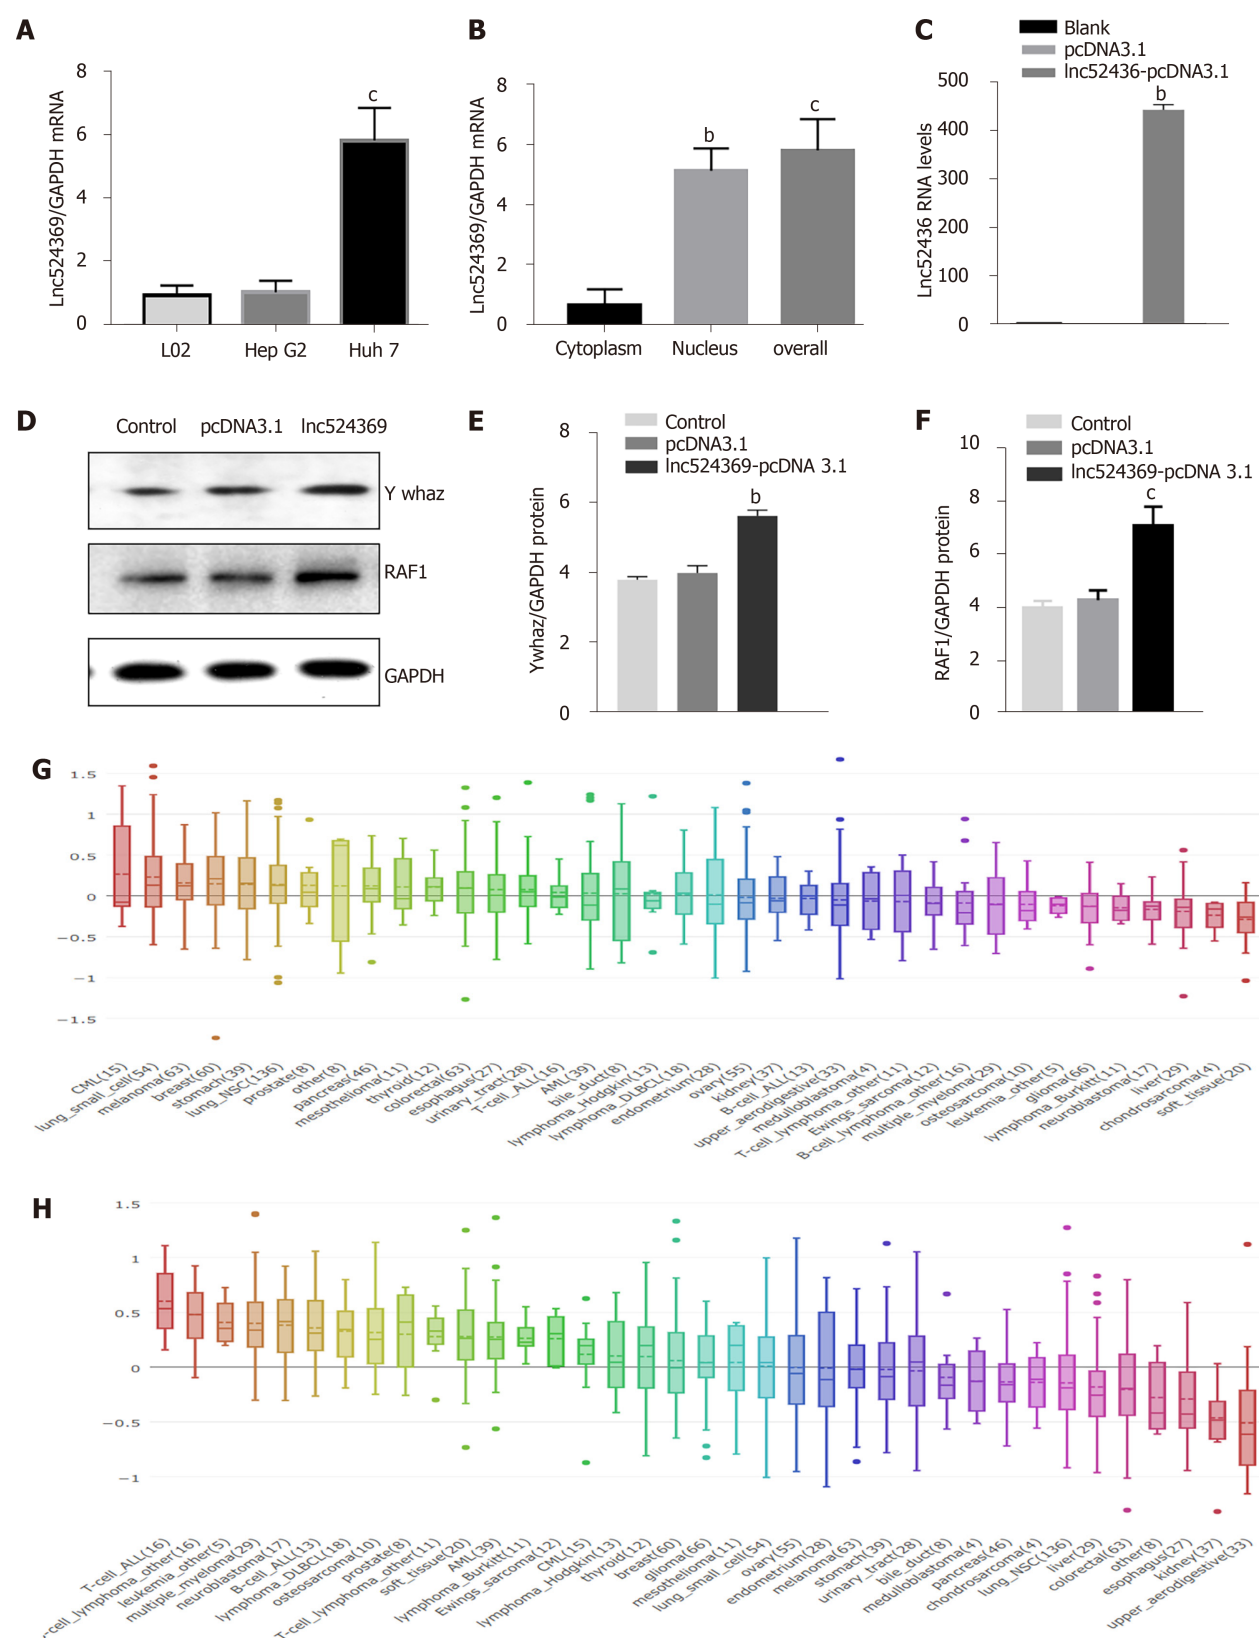 A
Lnc524369/GAPDH mRNA
8
6
4
2
0
c
L02 Hep G2 Huh 7
B
Lnc524369/GAPDH mRNA
8
6
4
2
0
b
c
Cytoplasm Nucleus overall
C
Blank
pcDNA3.1
lnc52436-pcDNA3.1
Lnc52436 RNA levels
500
400
300
200
100
0
b
D
Control pcDNA3.1 lnc524369
Y whaz
RAF1
GAPDH
E
Control
pcDNA3.1
lnc524369-pcDNA 3.1
Ywhaz/GAPDH protein
8
6
4
2
0
b
F
Control
pcDNA3.1
lnc524369-pcDNA 3.1
RAF1/GAPDH protein
10
8
6
4
2
0
c
G
1.5
1
0.5
0
−0.5
−1
−1.5
CML(15)
lung_small_cell(54)
melanoma(63)
breast(60)
stomach(39)
lung_NSC(136)
prostate(8)
other(8)
pancreas(46)
mesothelioma(11)
thyroid(12)
colorectal(63)
esophagus(27)
urinary_tract(28)
T-cell_ALL(16)
AML(39)
bile_duct(8)
lymphoma_Hodgkin(13)
lymphoma_DLBCL(18)
endometrium(28)
ovary(55)
kidney(37)
B-cell_ALL(13)
upper_aerodigestive(33)
medulloblastoma(4)
T-cell_lymphoma_other(11)
Ewings_sarcoma(12)
B-cell_lymphoma_other(16)
multiple_myeloma(29)
osteosarcoma(10)
leukemia_other(5)
glioma(66)
lymphoma_Burkitt(11)
neuroblastoma(17)
liver(29)
chondrosarcoma(4)
soft_tissue(20)
H
1.5
1
0.5
0
−0.5
−1
T-cell_ALL(16)
-cell_lymphoma_other(16)
leukemia_other(5)
multiple_myeloma(29)
neuroblastoma(17)
B-cell_ALL(13)
lymphoma_DLBCL(18)
osteosarcoma(10)
prostate(8)
T-cell_lymphoma_other(11)
soft_tissue(20)
AML(39)
lymphoma_Burkitt(11)
Ewings_sarcoma(12)
CML(15)
lymphoma_Hodgkin(13)
thyroid(12)
breast(60)
glioma(66)
mesothelioma(11)
lung_small_cell(54)
ovary(55)
endometrium(28)
melanoma(63)
stomach(39)
urinary_tract(28)
bile_duct(8)
medulloblastoma(4)
pancreas(46)
chondrosarcoma(4)
lung_NSC(136)
liver(29)
colorectal(63)
other(8)
esophagus(27)
kidney(37)
upper_aerodigestive(33)